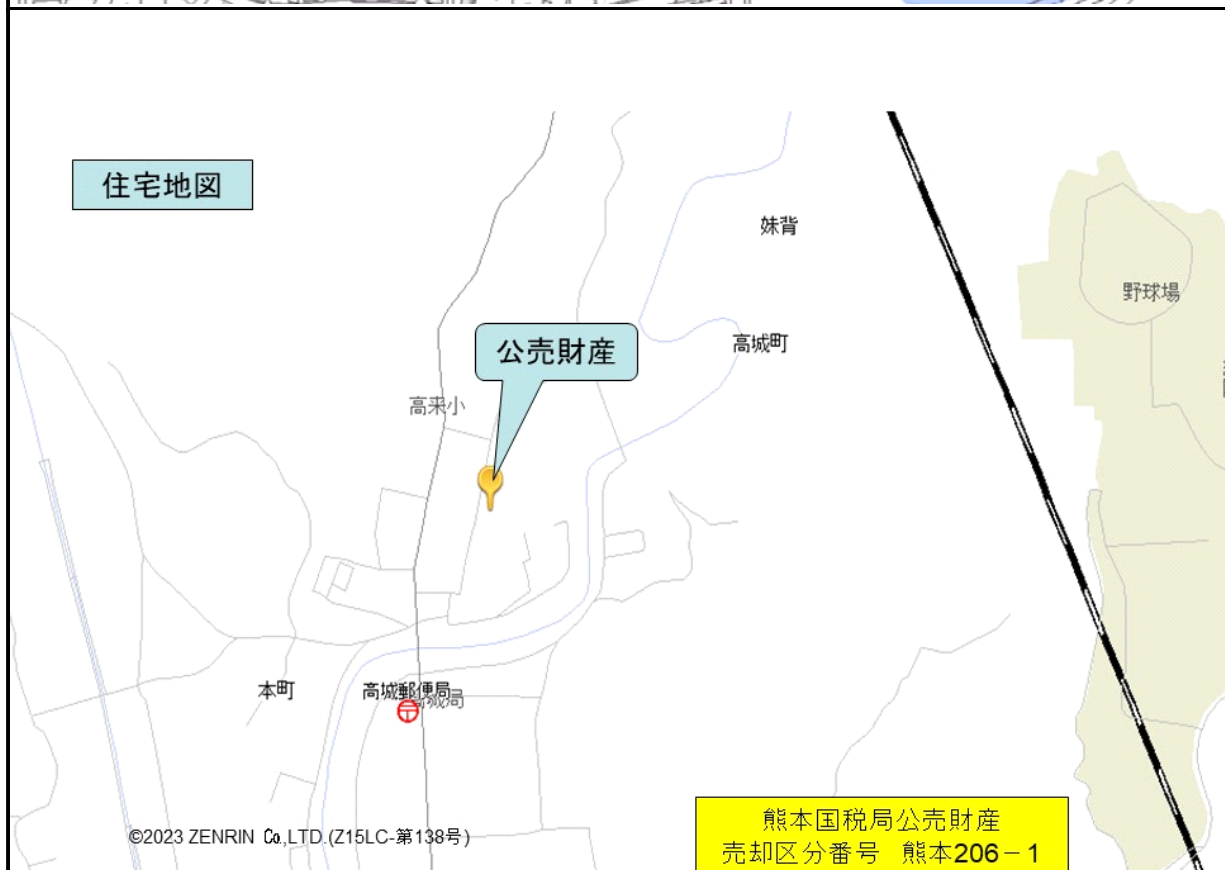 住宅地図
妹背
野球場
公売財産
高城町
高来小
本町
高城郵便局
高城局
©2023 ZENRIN Co.,LTD.(Z15LC-第138号)
熊本国税局公売財産
売却区分番号 熊本206－1